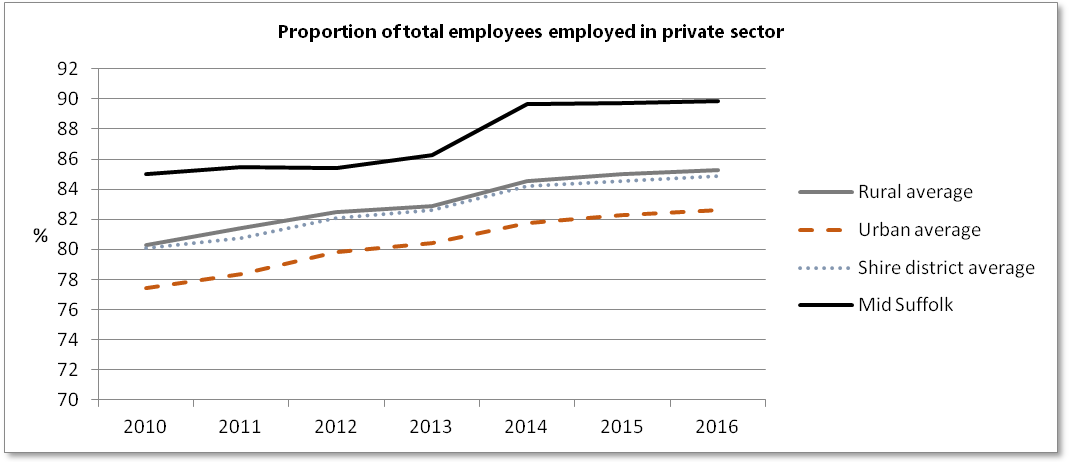 Proportion of total employees employed in private sector
92
90
88
86
84
82
80
78
76
74
72
70
%
2010 2011 2012 2013 2014 2015 2016
Rural average
Urban average
Shire district average
Mid Suffolk